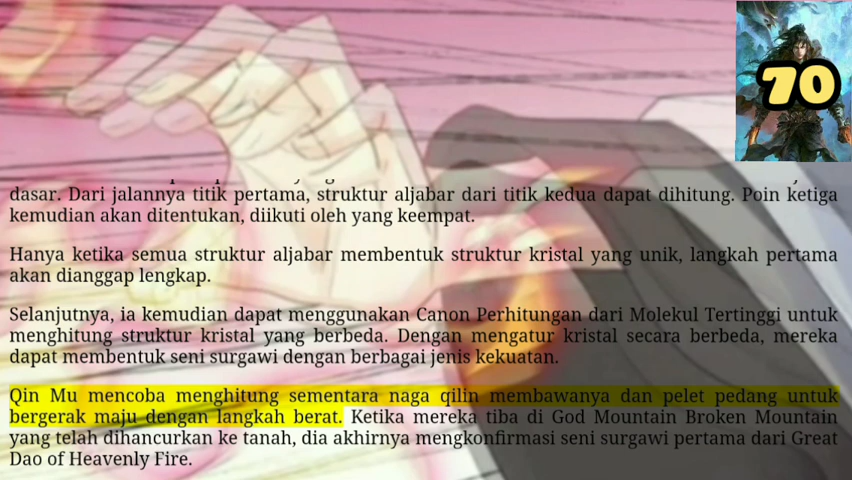 70
dasar. Dari jalannya titik pertama, struktur aljabar dari titik kedua dapat dihitung. Poin ketiga
kemudian akan ditentukan, diikuti oleh yang keempat.
Hanya ketika semua struktur aljabar membentuk struktur kristal yang unik, langkah pertama
akan dianggap lengkap.
Selanjutnya, ia kemudian dapat menggunakan Canon Perhitungan dari Molekul Tertinggi untuk
menghitung struktur kristal yang berbeda. Dengan mengatur kristal secara berbeda, mereka
dapat membentuk seni surgawi dengan berbagai jenis kekuatan.
Qin Mu mencoba menghitung sementara naga qilin membawanya dan pelet pedang untuk
bergerak maju dengan langkah berat. Ketika mereka tiba di God Mountain Broken Mountain
yang telah dihancurkan ke tanah, dia akhirnya mengkonfirmasi seni surgawi pertama dari Great
Dao of Heavenly Fire.